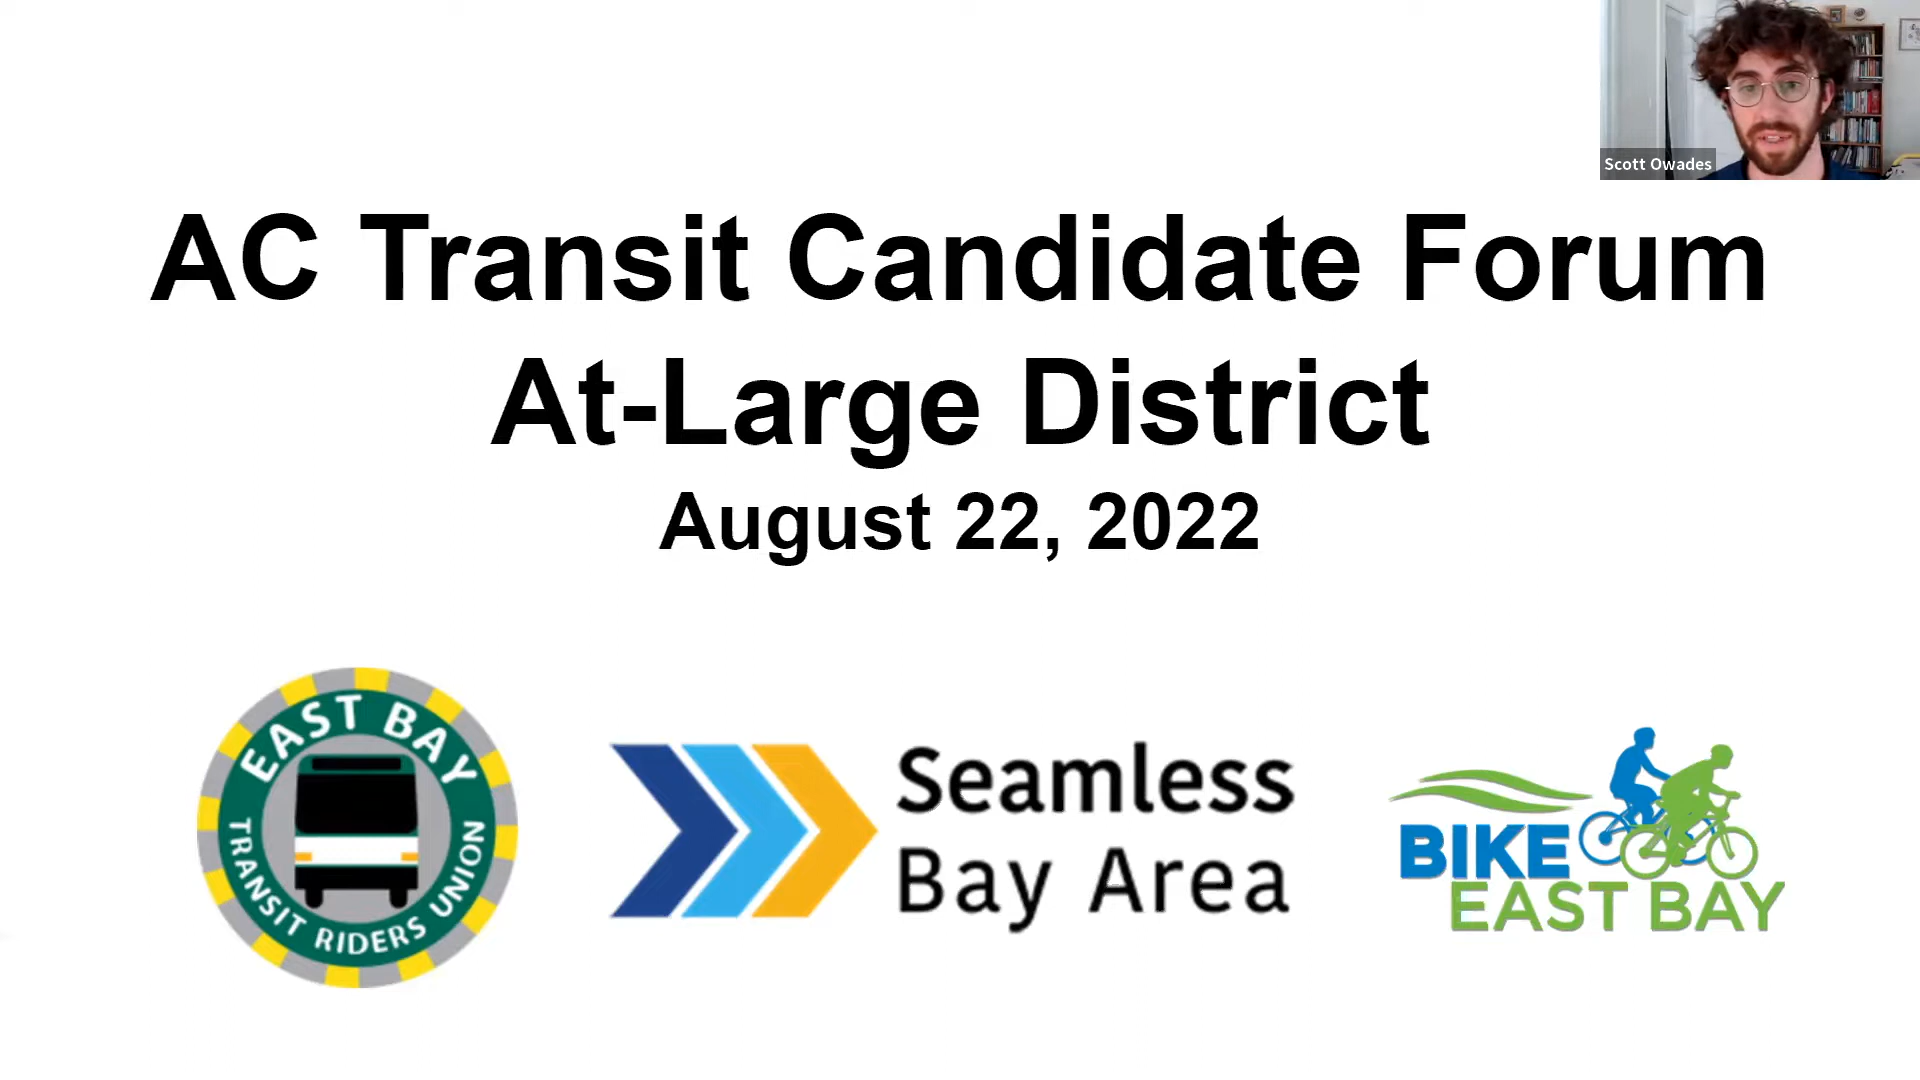 Scott Owades
AC Transit Candidate Forum
At-Large District
August 22, 2022
EAST BAY
TRANSIT RIDERS UNION
Seamless
Bay Area
BIKE
EAST BAY